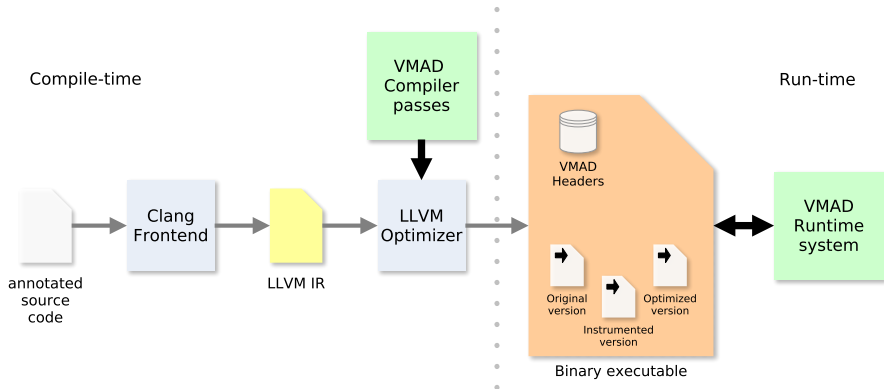 Compile-time
VMAD
Compiler
passes
Run-time
VMAD
Headers
Clang
Frontend
LLVM
Optimizer
VMAD
Runtime
system
annotated
source
code
LLVM IR
Original
version
Instrumented
version
Optimized
version
Binary executable